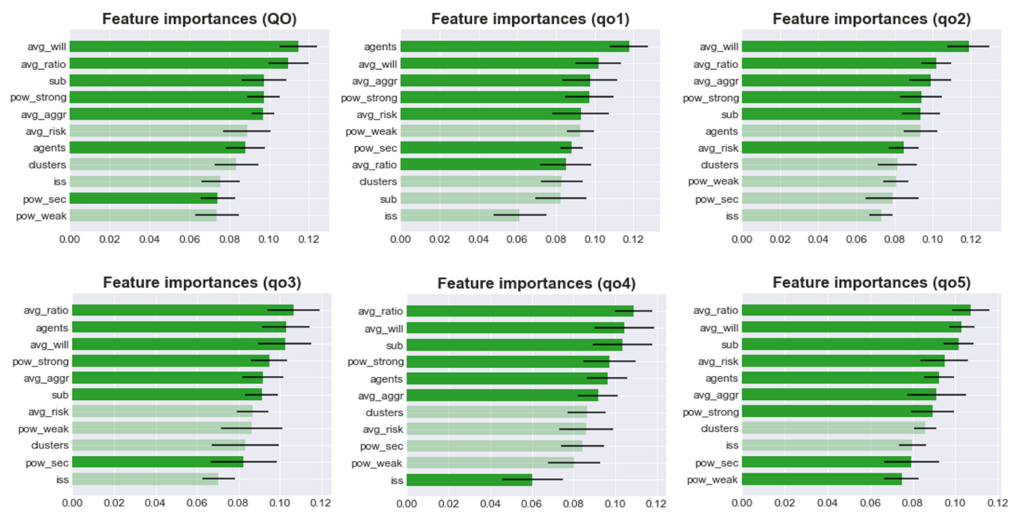 Feature importances (QO)
avg_will
avg_ratio
sub
pow_strong
avg_aggr
avg_risk
agents
clusters
iss
pow_sec
pow_weak
0.00 0.02 0.04 0.06 0.08 0.10 0.12
Feature importances (qo1)
agents
avg_will
avg_aggr
pow_strong
avg_risk
pow_weak
pow_sec
avg_ratio
clusters
sub
iss
0.00 0.02 0.04 0.06 0.08 0.10 0.12
Feature importances (qo2)
avg_will
avg_ratio
avg_aggr
pow_strong
sub
agents
avg_risk
clusters
pow_weak
pow_sec
iss
0.00 0.02 0.04 0.06 0.08 0.10 0.12
Feature importances (qo3)
avg_ratio
agents
avg_will
pow_strong
avg_aggr
sub
avg_risk
pow_weak
clusters
pow_sec
iss
0.00 0.02 0.04 0.06 0.08 0.10 0.12
Feature importances (qo4)
avg_ratio
avg_will
sub
pow_strong
agents
avg_aggr
clusters
avg_risk
pow_sec
pow_weak
iss
0.00 0.02 0.04 0.06 0.08 0.10 0.12
Feature importances (qo5)
avg_ratio
avg_will
sub
avg_risk
agents
avg_aggr
pow_strong
clusters
iss
pow_sec
pow_weak
0.00 0.02 0.04 0.06 0.08 0.10 0.12